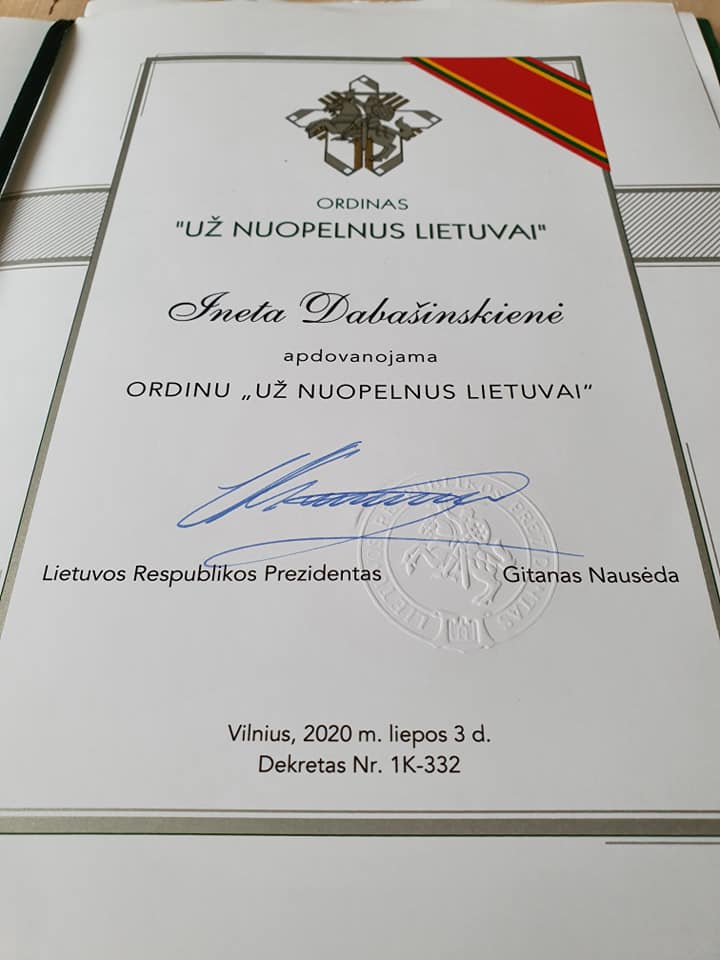 ORDINAS
"UŽ NUOPELNUS LIETUVAI"
Ineta Dabašinskienė
apdovanojama
ORDINU „UŽ NUOPELNUS LIETUVAI”
Lietuvos Respublikos Prezidentas Gitanas Nausėda
Vilnius, 2020 m. liepos 3 d.
Dekretas Nr. 1K-332